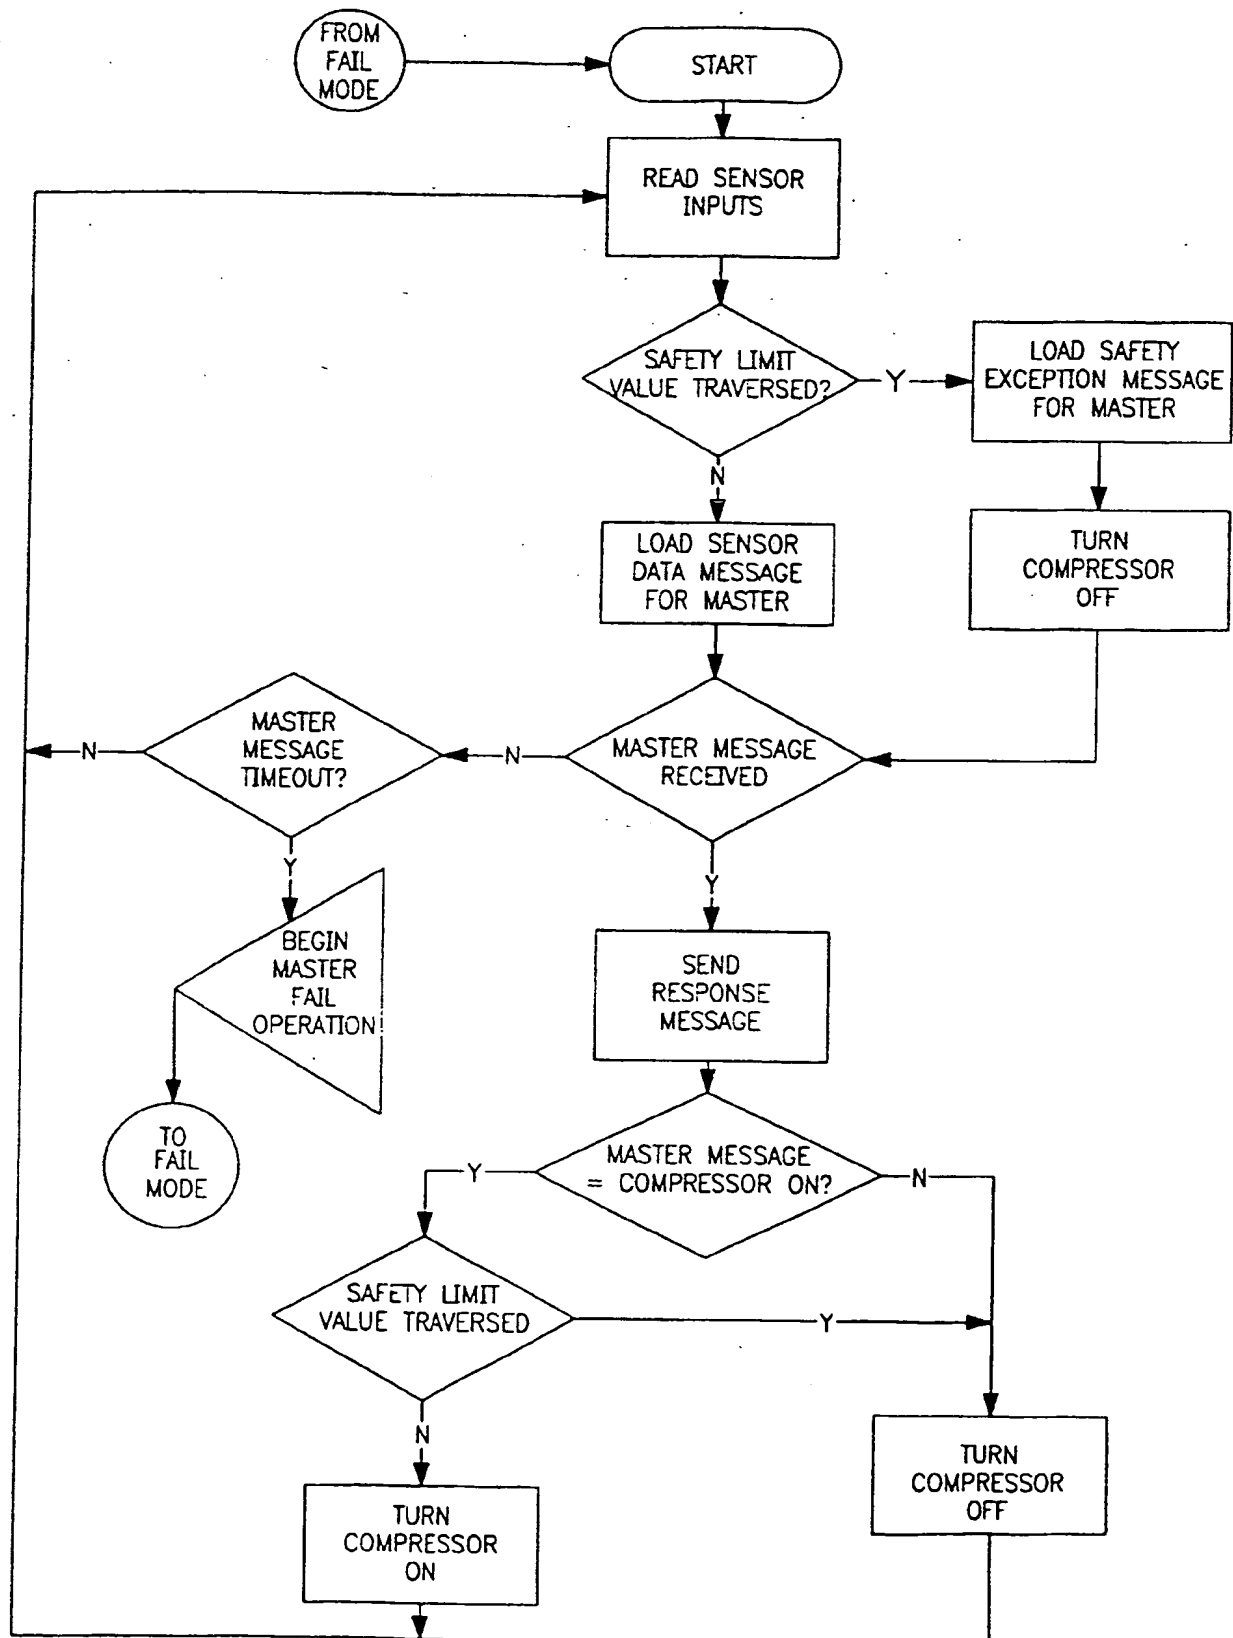 FROM
FAIL
MODE
START
READ SENSOR
INPUTS
SAFETY LIMIT
VALUE TRAVERSED?
Y
LOAD SAFETY
EXCEPTION MESSAGE
FOR MASTER
N
LOAD SENSOR
DATA MESSAGE
FOR MASTER
TURN
COMPRESSOR
OFF
MASTER MESSAGE
RECEIVED
N
MASTER
MESSAGE
TIMEOUT?
N
Y
BEGIN
MASTER
FAIL
OPERATION
TO
FAIL
MODE
Y
SEND
RESPONSE
MESSAGE
MASTER MESSAGE
= COMPRESSOR ON?
Y
N
SAFETY LIMIT
VALUE TRAVERSED
Y
N
TURN
COMPRESSOR
ON
TURN
COMPRESSOR
OFF